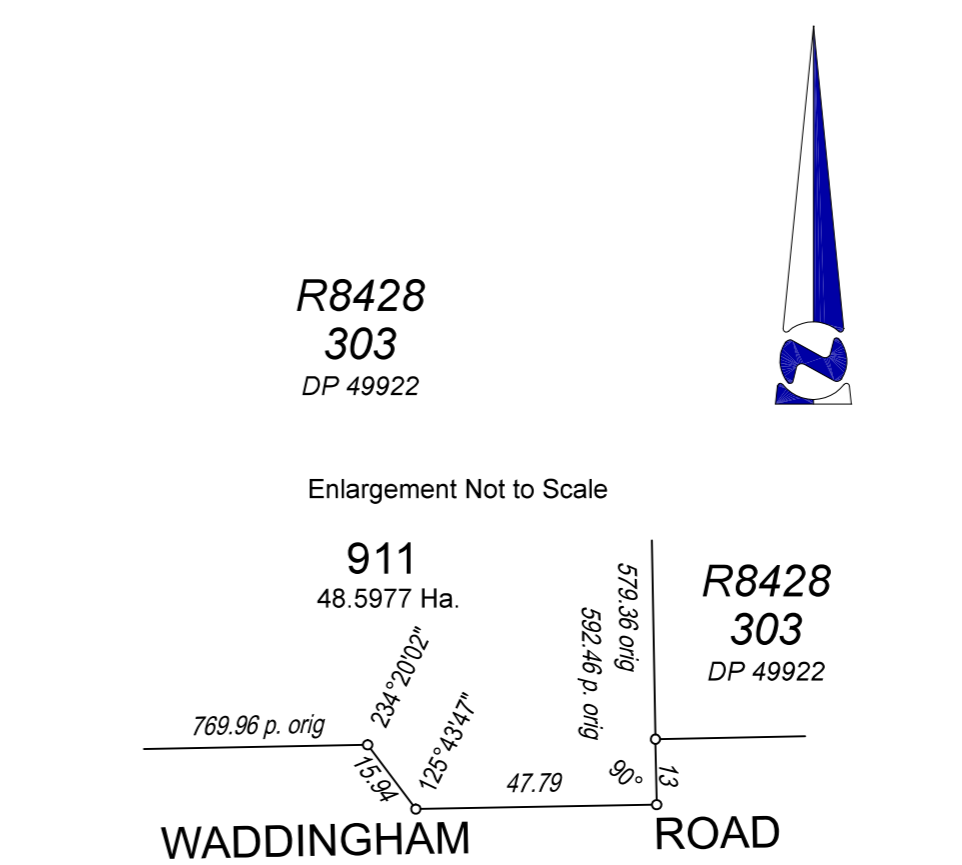 R8428
303
DP 49922
Enlargement Not to Scale
911
48.5977 Ha.
579.36 orig
592.46 p. orig
R8428
303
DP 49922
234°20'02"
125°43'47"
769.96 p. orig
15.94
47.79
90°
13
WADDINGHAM ROAD